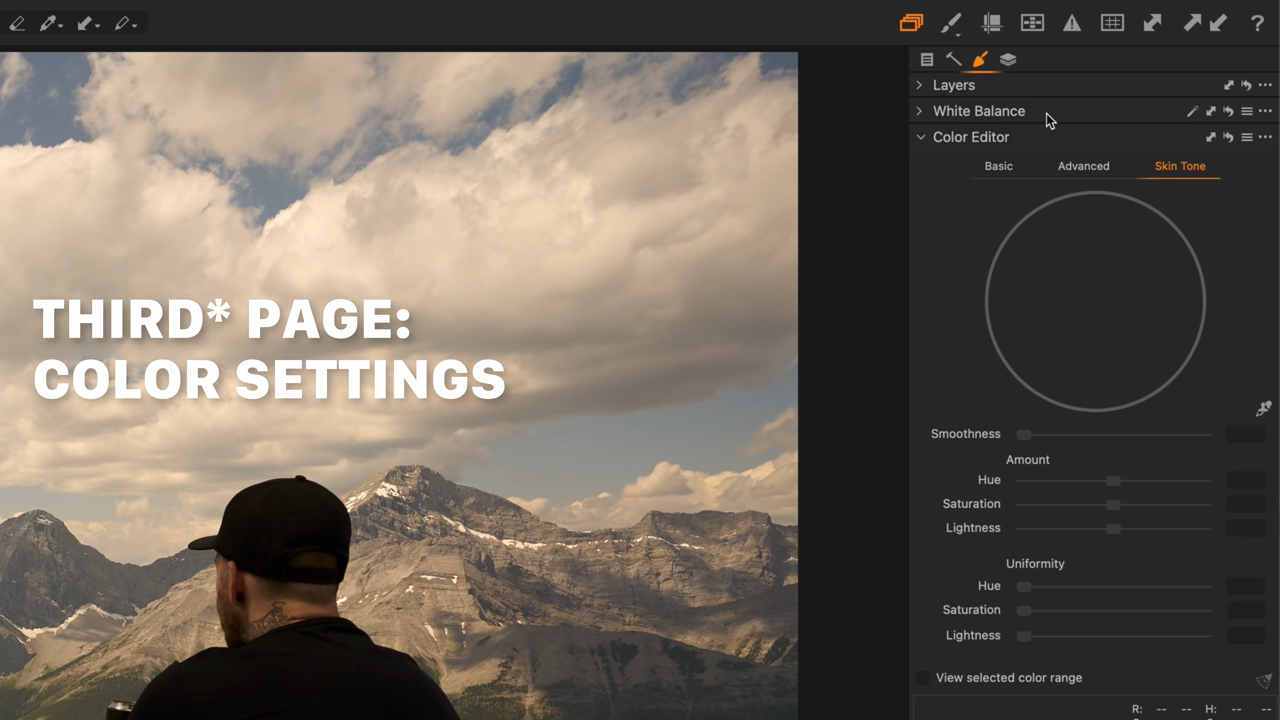 ?
Layers
White Balance
Color Editor
Basic Advanced Skin Tone
THIRD* PAGE:
COLOR SETTINGS
Smoothness
Amount
Hue
Saturation
Lightness
Uniformity
Hue
Saturation
Lightness
View selected color range
R: -- -- H: -- --